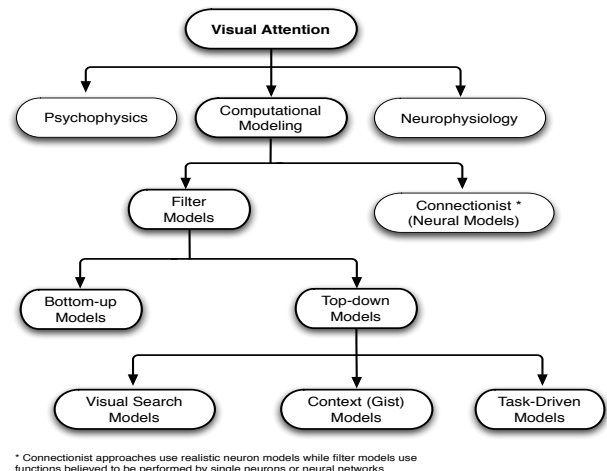 Visual Attention
Psychophysics
Computational
Modeling
Neurophysiology
Filter
Models
Connectionist *
(Neural Models)
Bottom-up
Models
Top-down
Models
Visual Search
Models
Context (Gist)
Models
Task-Driven
Models
* Connectionist approaches use realistic neuron models while filter models use
functions believed to be performed by single neurons or neural networks